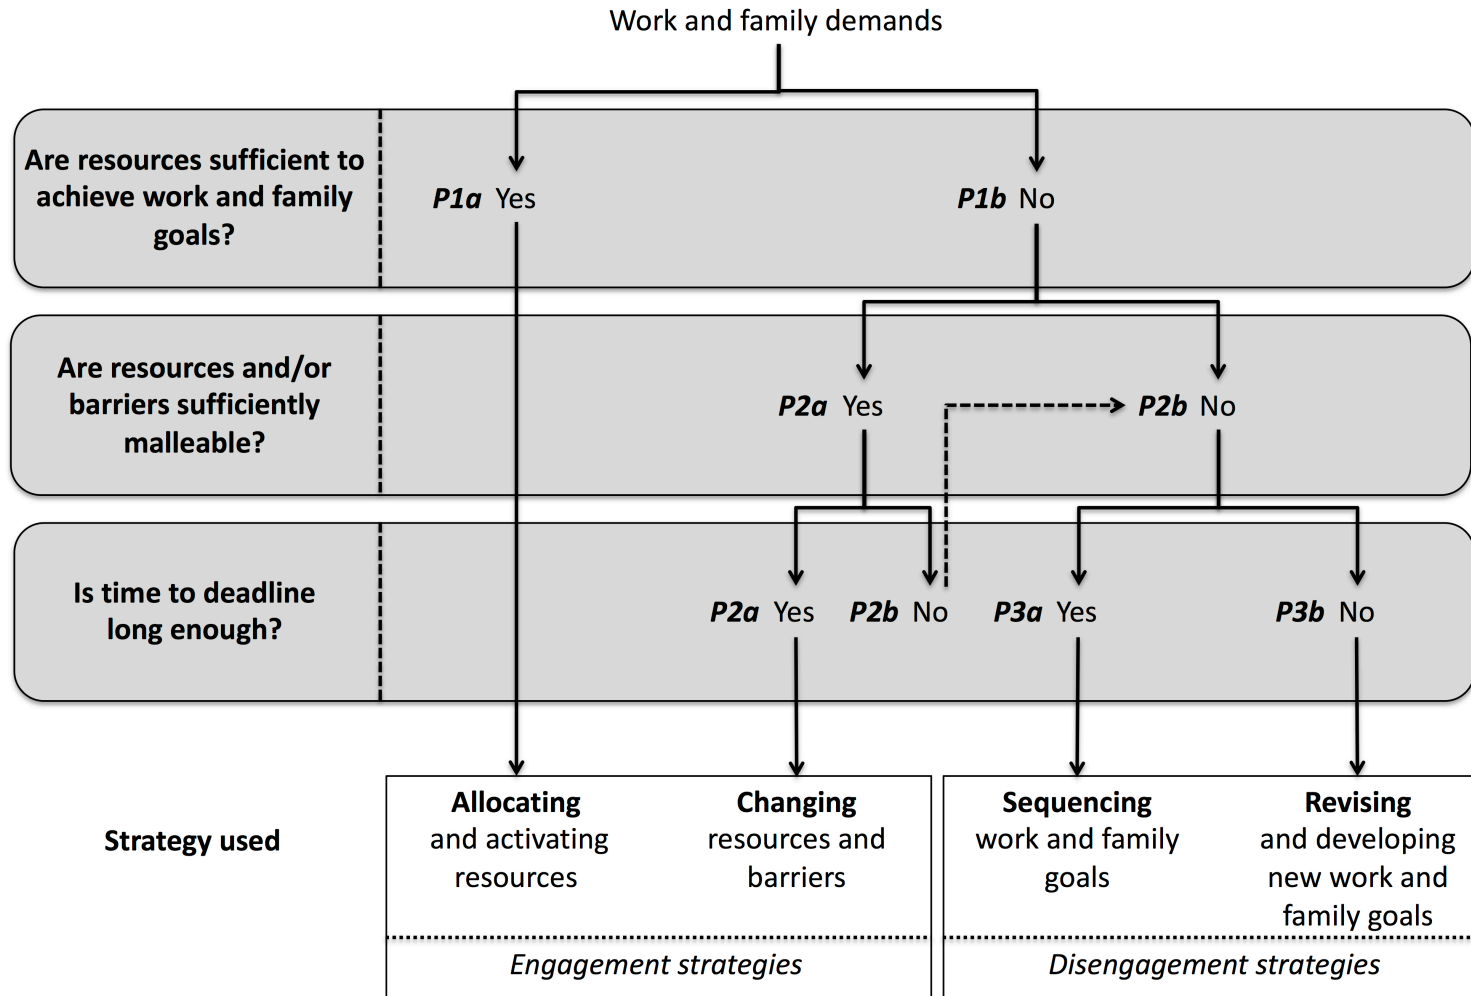 Work and family demands
Are resources sufficient to
achieve work and family
goals?
P1a Yes
P1b No
Are resources and/or
barriers sufficiently
malleable?
P2a Yes
P2b No
Is time to deadline
long enough?
P2a Yes
P2b No
P3a Yes
P3b No
Strategy used
Allocating
and activating
resources
Changing
resources and
barriers
Sequencing
work and family
goals
Revising
and developing
new work and
family goals
Engagement strategies
Disengagement strategies